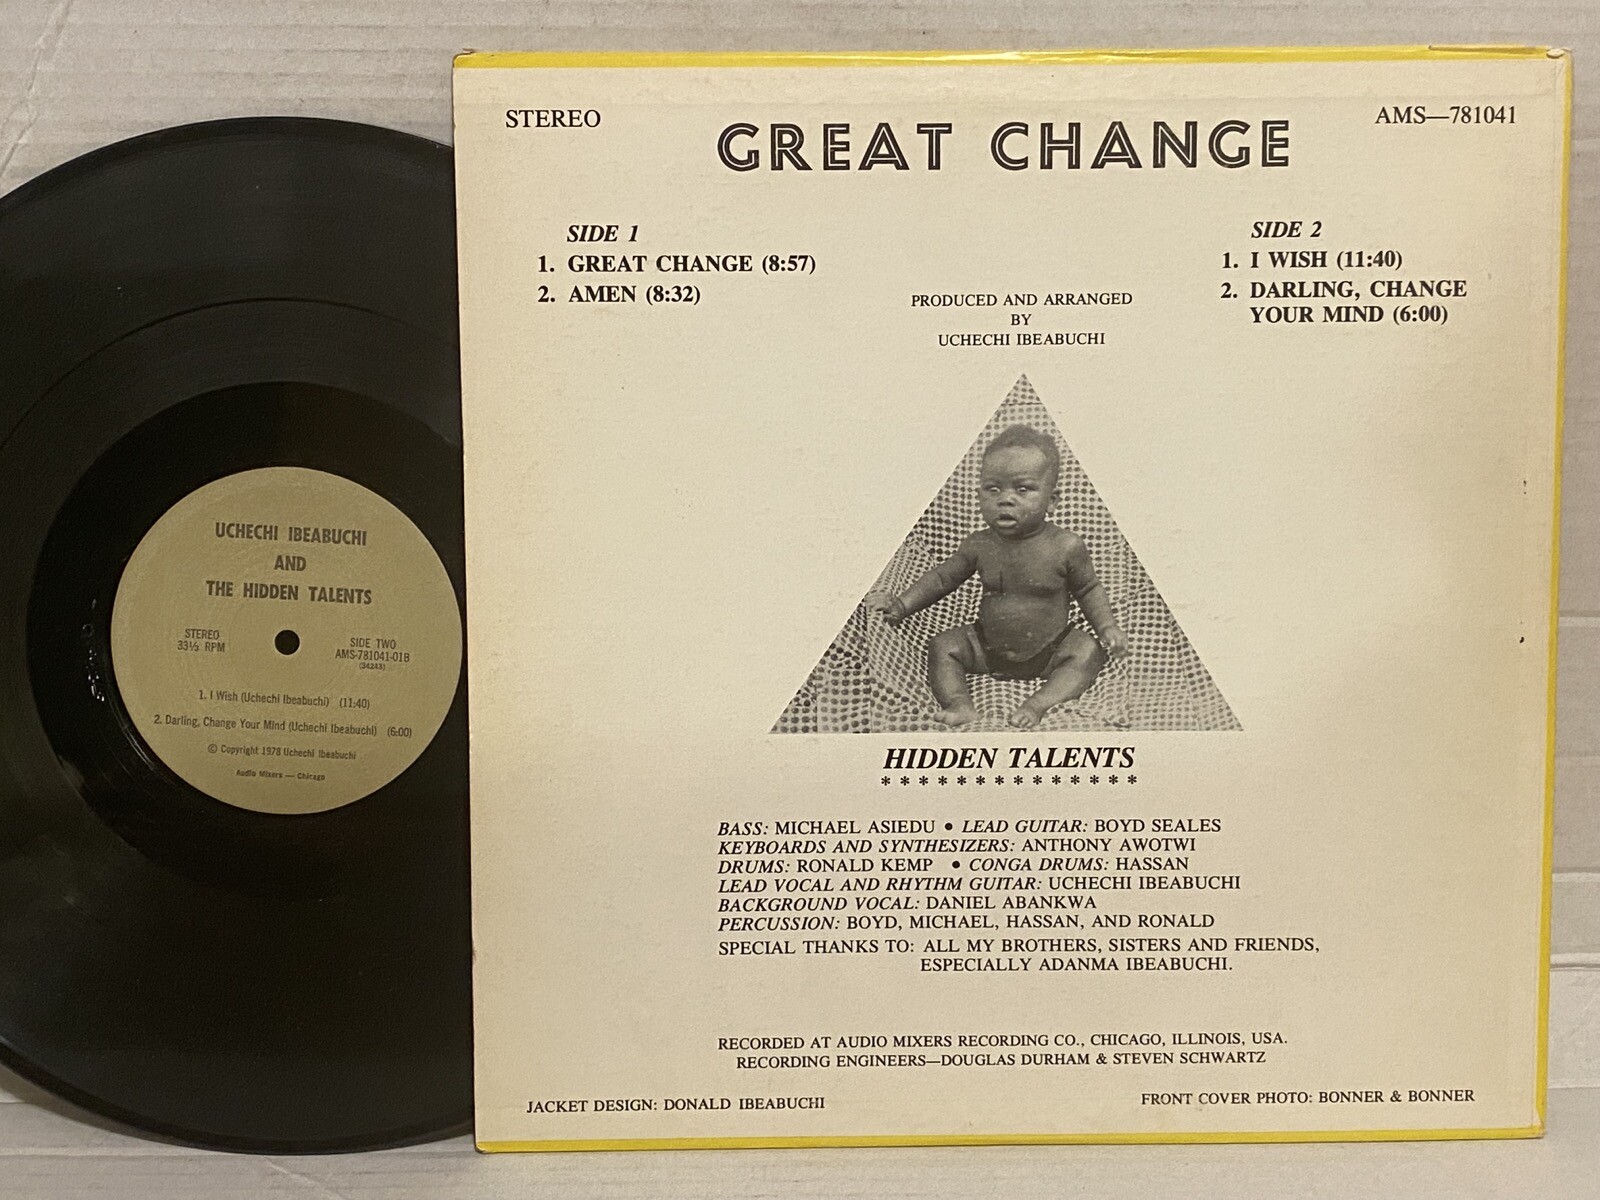 STEREO
AMS—781041
GREAT CHANGE
SIDE 1
1. GREAT CHANGE (8:57)
2. AMEN (8:32)
SIDE 2
1. I WISH (11:40)
2. DARLING, CHANGE
YOUR MIND (6:00)
PRODUCED AND ARRANGED
BY
UCHECHI IBEABUCHI
HIDDEN TALENTS
* * * * * * * * * * * * * *
BASS: MICHAEL ASIEDU • LEAD GUITAR: BOYD SEALES
KEYBOARDS AND SYNTHESIZERS: ANTHONY AWOTWI
DRUMS: RONALD KEMP • CONGA DRUMS: HASSAN
LEAD VOCAL AND RHYTHM GUITAR: UCHECHI IBEABUCHI
BACKGROUND VOCAL: DANIEL ABANKWA
PERCUSSION: BOYD, MICHAEL, HASSAN, AND RONALD
SPECIAL THANKS TO: ALL MY BROTHERS, SISTERS AND FRIENDS,
ESPECIALLY ADANMA IBEABUCHI.
RECORDED AT AUDIO MIXERS RECORDING CO., CHICAGO, ILLINOIS, USA.
RECORDING ENGINEERS—DOUGLAS DURHAM & STEVEN SCHWARTZ
JACKET DESIGN: DONALD IBEABUCHI
FRONT COVER PHOTO: BONNER & BONNER
UCHECHI IBEABUCHI
AND
THE HIDDEN TALENTS
STEREO
33⅓ RPM
SIDE TWO
AMS-781041-01B
(34243)
1. I Wish (Uchechi Ibeabuchi) (11:40)
2. Darling, Change Your Mind (Uchechi Ibeabuchi) (6:00)
© Copyright 1978 Uchechi Ibeabuchi
Audio Mixers — Chicago